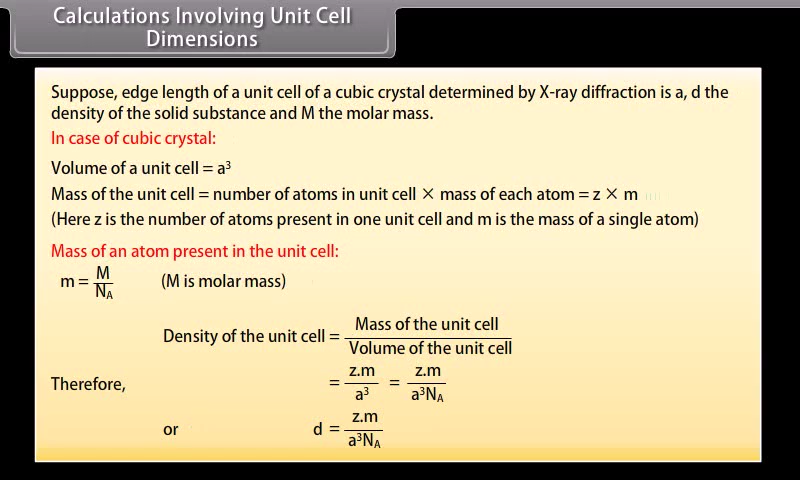 Calculations Involving Unit Cell
Dimensions
Suppose, edge length of a unit cell of a cubic crystal determined by X-ray diffraction is a, d the
density of the solid substance and M the molar mass.
In case of cubic crystal:
Volume of a unit cell = a³
Mass of the unit cell = number of atoms in unit cell × mass of each atom = z × m
(Here z is the number of atoms present in one unit cell and m is the mass of a single atom)
Mass of an atom present in the unit cell:
m = M/N_A (M is molar mass)
Density of the unit cell = Mass of the unit cell / Volume of the unit cell
Therefore, = z.m/a³ = z.m/a³N_A
or d = z.m/a³N_A